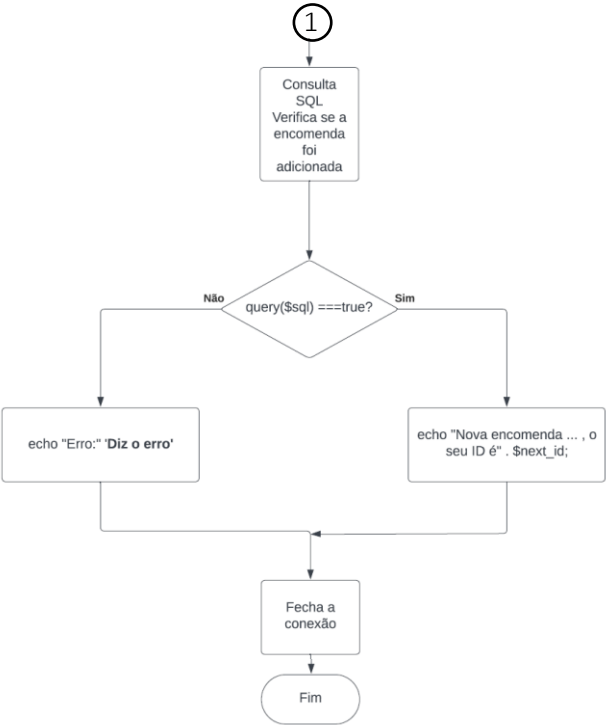 1
Consulta
SQL
Verifica se a
encomenda
foi
adicionada
Não
query($sql) ===true?
Sim
echo "Erro:" 'Diz o erro'
echo "Nova encomenda ... , o
seu ID é" . $next_id;
Fecha a
conexão
Fim